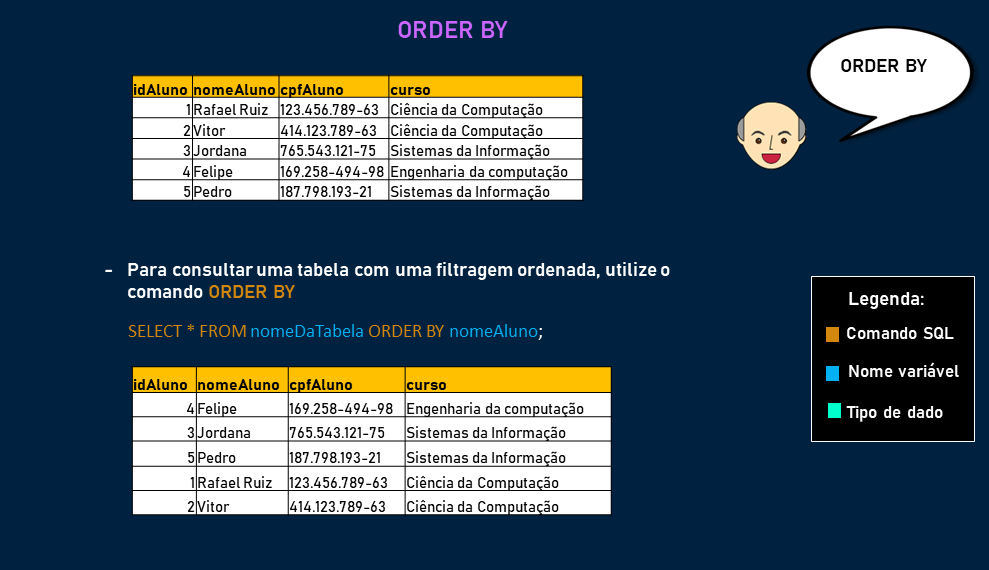 ORDER BY
ORDER BY
idAluno nomeAluno cpfAluno curso
1 Rafael Ruiz 123.456.789-63 Ciência da Computação
2 Vitor 414.123.789-63 Ciência da Computação
3 Jordana 765.543.121-75 Sistemas da Informação
4 Felipe 169.258-494-98 Engenharia da computação
5 Pedro 187.798.193-21 Sistemas da Informação
- Para consultar uma tabela com uma filtragem ordenada, utilize o
comando ORDER BY
SELECT * FROM nomeDaTabela ORDER BY nomeAluno;
idAluno nomeAluno cpfAluno curso
4 Felipe 169.258-494-98 Engenharia da computação
3 Jordana 765.543.121-75 Sistemas da Informação
5 Pedro 187.798.193-21 Sistemas da Informação
1 Rafael Ruiz 123.456.789-63 Ciência da Computação
2 Vitor 414.123.789-63 Ciência da Computação
Legenda:
Comando SQL
Nome variável
Tipo de dado